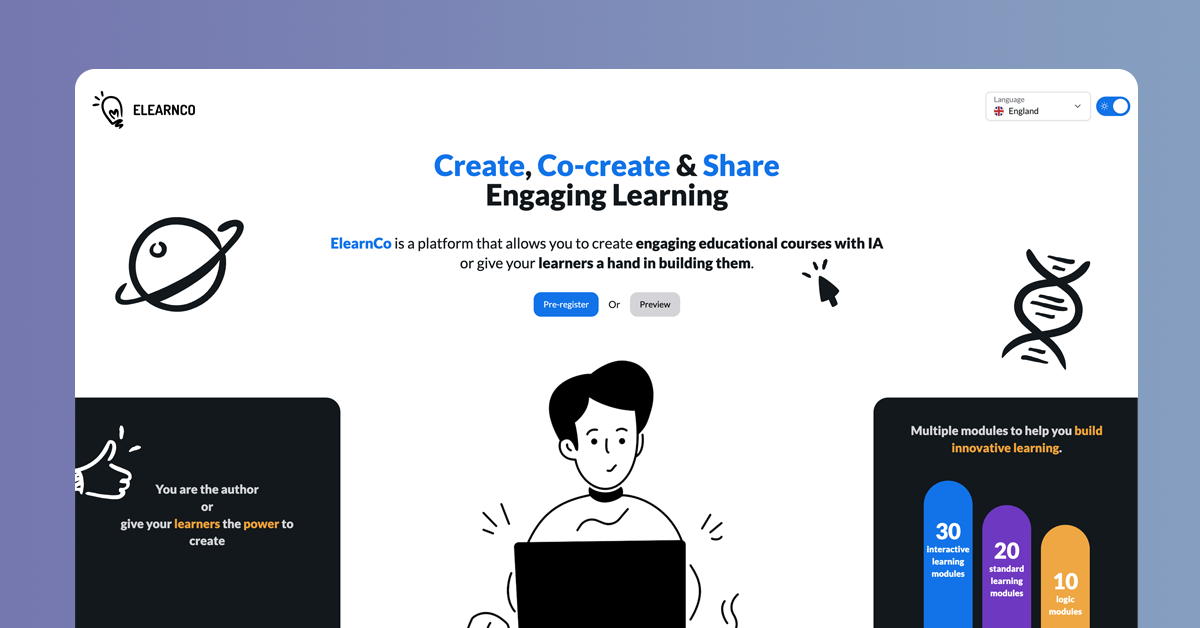 ELEARNCO
Language
England
Create, Co-create & Share
Engaging Learning
ElearnCo is a platform that allows you to create engaging educational courses with IA
or give your learners a hand in building them.
Pre-register Or Preview
You are the author
or
give your learners the power to
create
Multiple modules to help you build
innovative learning.
30
interactive
learning
modules
20
standard
learning
modules
10
logic
modules